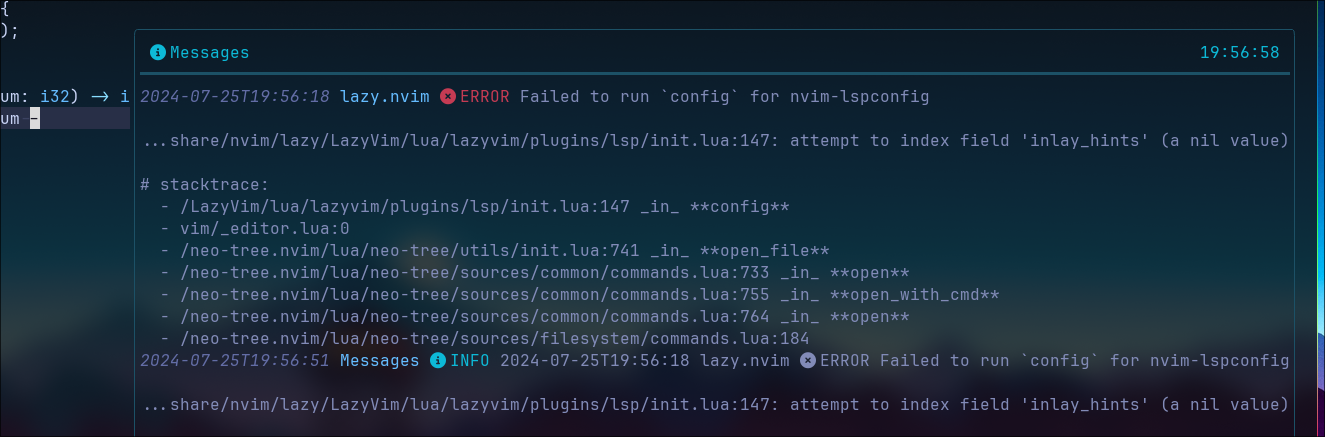 {
);
Messages 19:56:58
um: i32) -> i 2024-07-25T19:56:18 lazy.nvim ERROR Failed to run `config` for nvim-lspconfig
um -
...share/nvim/lazy/LazyVim/lua/lazyvim/plugins/lsp/init.lua:147: attempt to index field 'inlay_hints' (a nil value)
# stacktrace:
- /LazyVim/lua/lazyvim/plugins/lsp/init.lua:147 _in_ **config**
- vim/_editor.lua:0
- /neo-tree.nvim/lua/neo-tree/utils/init.lua:741 _in_ **open_file**
- /neo-tree.nvim/lua/neo-tree/sources/common/commands.lua:733 _in_ **open**
- /neo-tree.nvim/lua/neo-tree/sources/common/commands.lua:755 _in_ **open_with_cmd**
- /neo-tree.nvim/lua/neo-tree/sources/common/commands.lua:764 _in_ **open**
- /neo-tree.nvim/lua/neo-tree/sources/filesystem/commands.lua:184
2024-07-25T19:56:51 Messages INFO 2024-07-25T19:56:18 lazy.nvim ERROR Failed to run `config` for nvim-lspconfig
...share/nvim/lazy/LazyVim/lua/lazyvim/plugins/lsp/init.lua:147: attempt to index field 'inlay_hints' (a nil value)